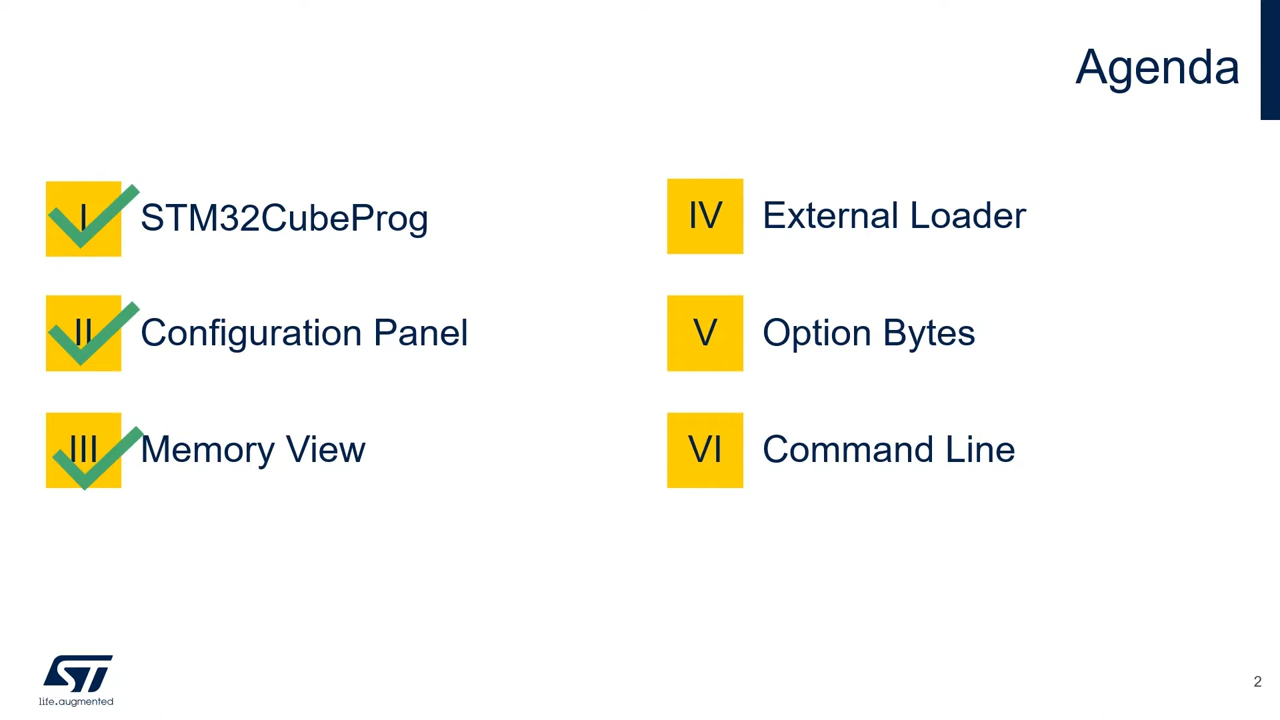 Agenda
I STM32CubeProg
II Configuration Panel
III Memory View
IV External Loader
V Option Bytes
VI Command Line
ST
life.augmented
2